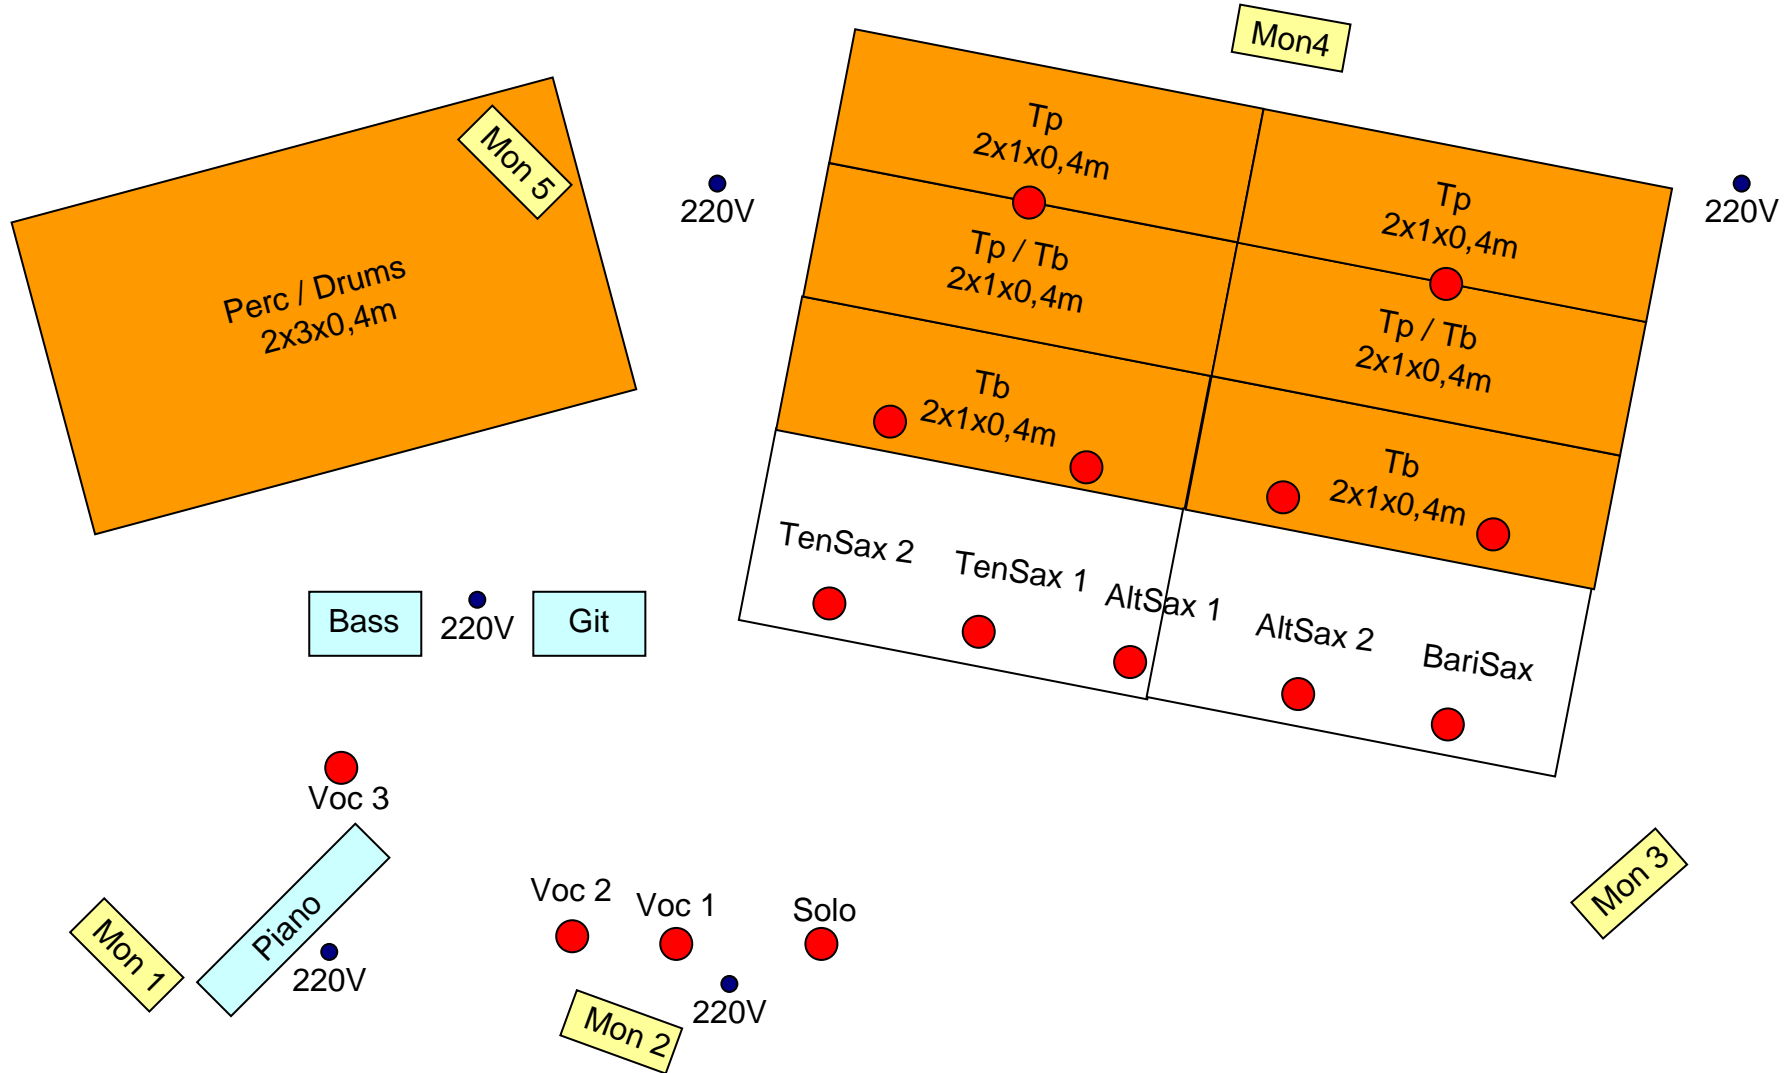 Mon4
Tp
2x1x0,4m
Mon 5
Tp
2x1x0,4m
220V
220V
Tp / Tb
2x1x0,4m
Perc / Drums
2x3x0,4m
Tp / Tb
2x1x0,4m
Tb
2x1x0,4m
Tb
2x1x0,4m
TenSax 2
TenSax 1
AltSax 1
AltSax 2
BariSax
Bass
220V
Git
Voc 3
Mon 3
Voc 2
Voc 1
Solo
Piano
Mon 1
220V
220V
Mon 2